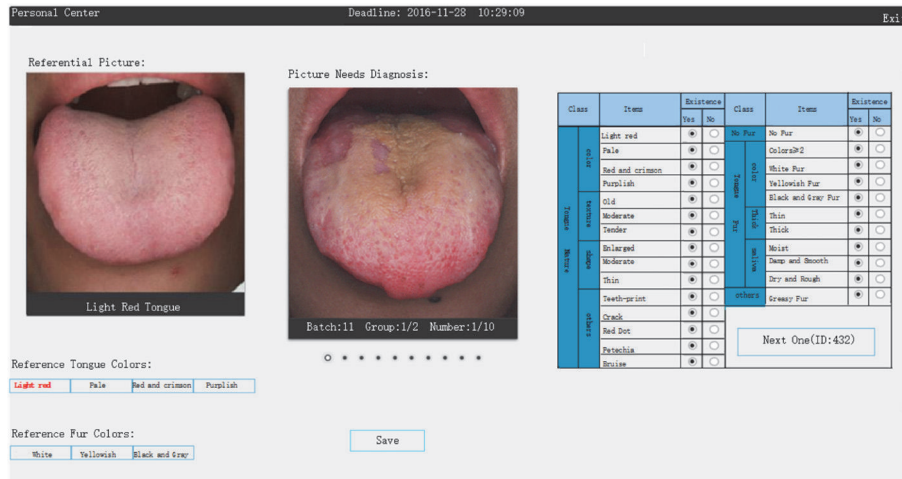 Personal Center
Deadline: 2016-11-28 10:29:09
Exi
Referential Picture:
Light Red Tongue
Picture Needs Diagnosis:
Batch:11 Group:1/2 Number:1/10
Reference Tongue Colors:
Light red Pale Red and crimson Purplish
Reference Fur Colors:
White Yellowish Black and Gray
Save
Class Items Existence Yes No
Tongue Nature
color
Light red
Pale
Red and crimson
Purplish
texture
Old
Moderate
Tender
shape
Enlarged
Moderate
Thin
others
Teeth-print
Crack
Red Dot
Petechia
Bruise
Class Items Existence Yes No
No Fur No Fur
Tongue Fur
color
Colors≥2
White Fur
Yellowish Fur
Black and Gray Fur
Thick
Thin
Thick
Moist
Damp and Smooth
Dry and Rough
others Greasy Fur
Next One(ID:432)